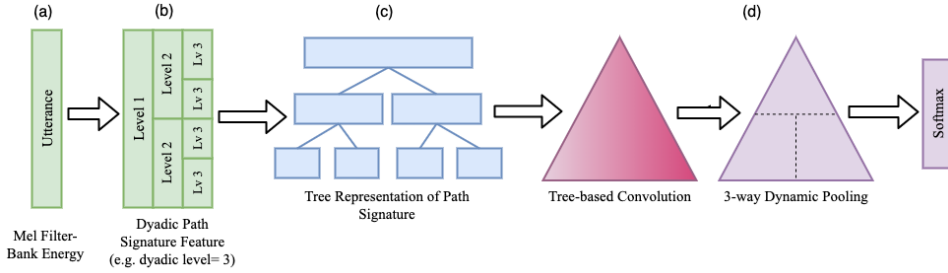 (a)
(b)
(c)
(d)
Utterance
Level 1
Level 2
Level 2
Lv 3
Lv 3
Lv 3
Lv 3
Softmax
Mel Filter-
Bank Energy
Dyadic Path
Signature Feature
(e.g. dyadic level= 3)
Tree Representation of Path
Signature
Tree-based Convolution
3-way Dynamic Pooling